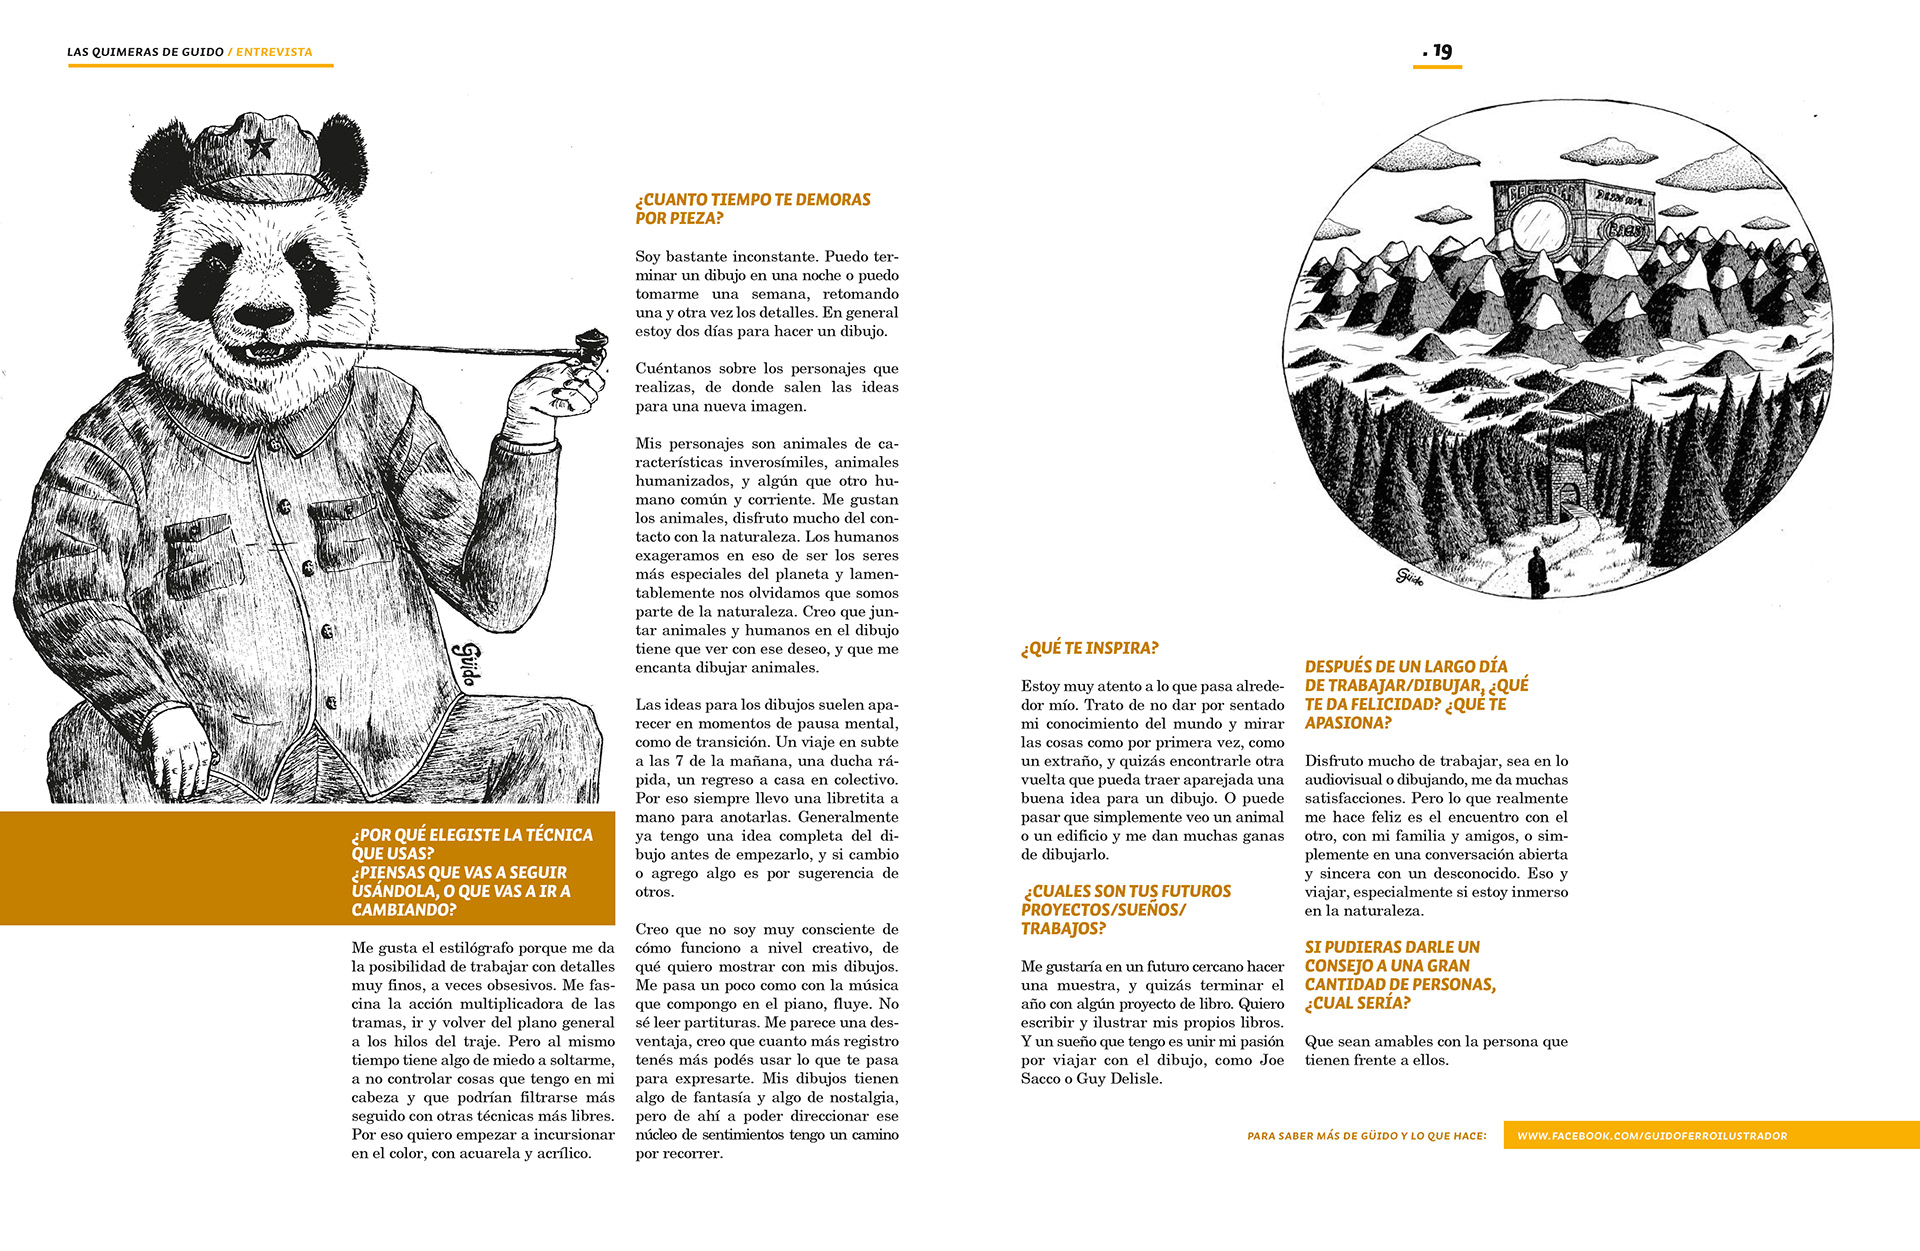 LAS QUIMERAS DE GUIDO / ENTREVISTA
Güido
¿POR QUÉ ELEGISTE LA TÉCNICA
QUE USAS?
¿PIENSAS QUE VAS A SEGUIR
USÁNDOLA, O QUE VAS A IR A
CAMBIANDO?
Me gusta el estilógrafo porque me da
la posibilidad de trabajar con detalles
muy finos, a veces obsesivos. Me fas-
cina la acción multiplicadora de las
tramas, ir y volver del plano general
a los hilos del traje. Pero al mismo
tiempo tiene algo de miedo a soltarme,
a no controlar cosas que tengo en mi
cabeza y que podrían filtrarse más
seguido con otras técnicas más libres.
Por eso quiero empezar a incursionar
en el color, con acuarela y acrílico.
¿CUANTO TIEMPO TE DEMORAS
POR PIEZA?
Soy bastante inconstante. Puedo ter-
minar un dibujo en una noche o puedo
tomarme una semana, retomando
una y otra vez los detalles. En general
estoy dos días para hacer un dibujo.
Cuéntanos sobre los personajes que
realizas, de donde salen las ideas
para una nueva imagen.
Mis personajes son animales de ca-
racterísticas inverosímiles, animales
humanizados, y algún que otro hu-
mano común y corriente. Me gustan
los animales, disfruto mucho del con-
tacto con la naturaleza. Los humanos
exageramos en eso de ser los seres
más especiales del planeta y lamen-
tablemente nos olvidamos que somos
parte de la naturaleza. Creo que jun-
tar animales y humanos en el dibujo
tiene que ver con ese deseo, y que me
encanta dibujar animales.
Las ideas para los dibujos suelen apa-
recer en momentos de pausa mental,
como de transición. Un viaje en subte
a las 7 de la mañana, una ducha rá-
pida, un regreso a casa en colectivo.
Por eso siempre llevo una libretita a
mano para anotarlas. Generalmente
ya tengo una idea completa del di-
bujo antes de empezarlo, y si cambio
o agrego algo es por sugerencia de
otros.
Creo que no soy muy consciente de
cómo funciono a nivel creativo, de
qué quiero mostrar con mis dibujos.
Me pasa un poco como con la música
que compongo en el piano, fluye. No
sé leer partituras. Me parece una des-
ventaja, creo que cuanto más registro
tenés más podés usar lo que te pasa
para expresarte. Mis dibujos tienen
algo de fantasía y algo de nostalgia,
pero de ahí a poder direccionar ese
núcleo de sentimientos tengo un camino
por recorrer.
. 19
Güido
¿QUÉ TE INSPIRA?
Estoy muy atento a lo que pasa alrede-
dor mío. Trato de no dar por sentado
mi conocimiento del mundo y mirar
las cosas como por primera vez, como
un extraño, y quizás encontrarle otra
vuelta que pueda traer aparejada una
buena idea para un dibujo. O puede
pasar que simplemente veo un animal
o un edificio y me dan muchas ganas
de dibujarlo.
¿CUALES SON TUS FUTUROS
PROYECTOS/SUEÑOS/
TRABAJOS?
Me gustaría en un futuro cercano hacer
una muestra, y quizás terminar el
año con algún proyecto de libro. Quiero
escribir y ilustrar mis propios libros.
Y un sueño que tengo es unir mi pasión
por viajar con el dibujo, como Joe
Sacco o Guy Delisle.
DESPUÉS DE UN LARGO DÍA
DE TRABAJAR/DIBUJAR, ¿QUÉ
TE DA FELICIDAD? ¿QUÉ TE
APASIONA?
Disfruto mucho de trabajar, sea en lo
audiovisual o dibujando, me da muchas
satisfacciones. Pero lo que realmente
me hace feliz es el encuentro con el
otro, con mi familia y amigos, o sim-
plemente en una conversación abierta
y sincera con un desconocido. Eso y
viajar, especialmente si estoy inmerso
en la naturaleza.
SI PUDIERAS DARLE UN
CONSEJO A UNA GRAN
CANTIDAD DE PERSONAS,
¿CUAL SERÍA?
Que sean amables con la persona que
tienen frente a ellos.
PARA SABER MÁS DE GÜIDO Y LO QUE HACE:
WWW.FACEBOOK.COM/GUIDOFERROILUSTRADOR